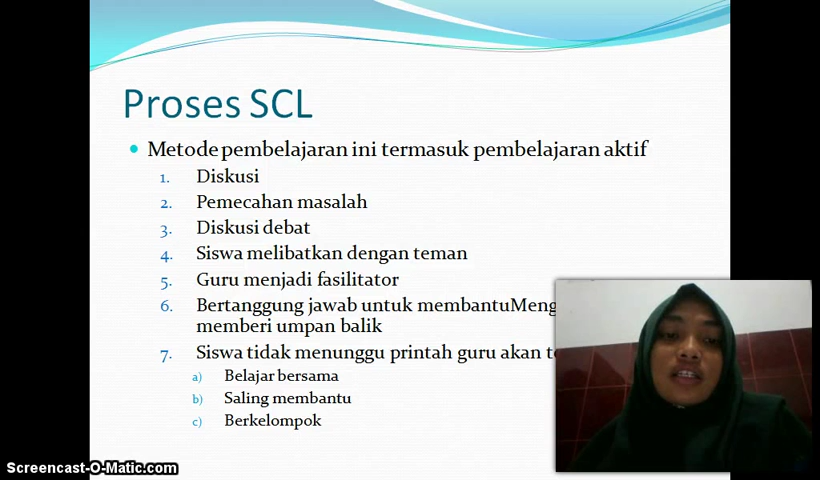 Proses SCL
• Metode pembelajaran ini termasuk pembelajaran aktif
1. Diskusi
2. Pemecahan masalah
3. Diskusi debat
4. Siswa melibatkan dengan teman
5. Guru menjadi fasilitator
6. Bertanggung jawab untuk membantuMeng
memberi umpan balik
7. Siswa tidak menunggu printah guru akan
a) Belajar bersama
b) Saling membantu
c) Berkelompok
Screencast-O-Matic.com